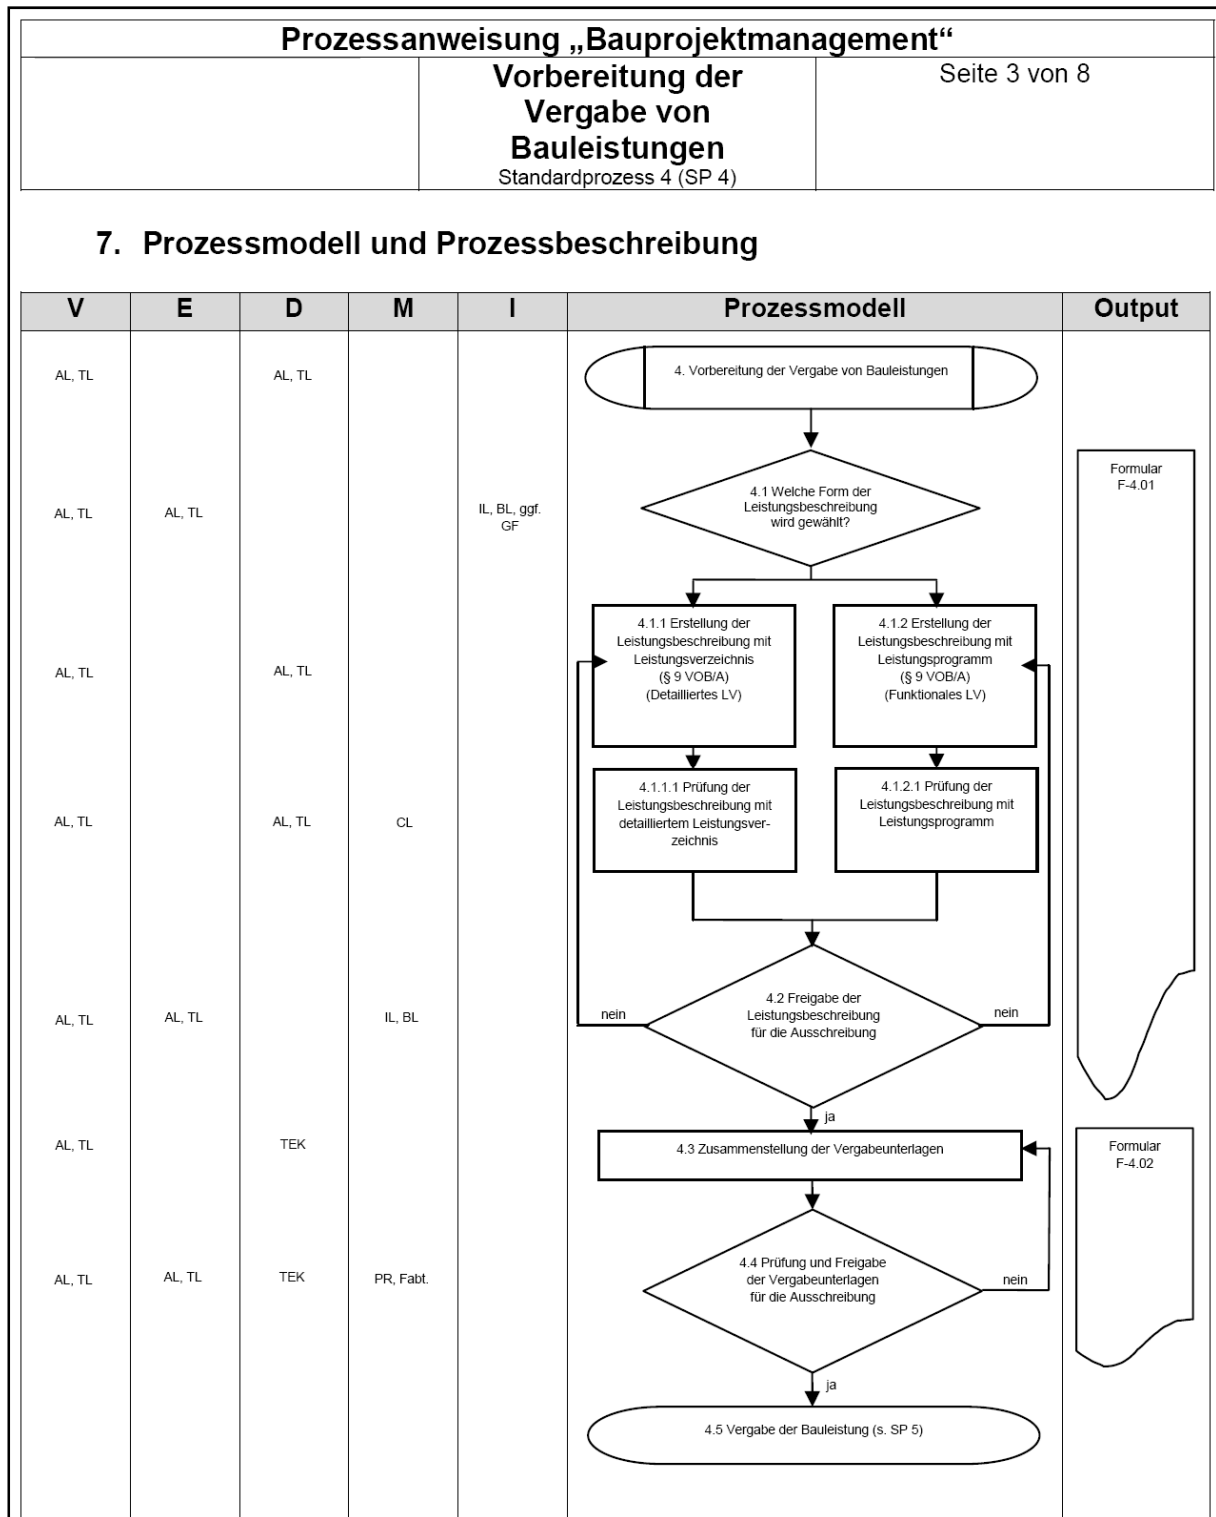 Prozessanweisung „Bauprojektmanagement“
Vorbereitung der
Vergabe von
Bauleistungen
Standardprozess 4 (SP 4)
Seite 3 von 8
7. Prozessmodell und Prozessbeschreibung
V E D M I Prozessmodell Output
AL, TL AL, TL 4. Vorbereitung der Vergabe von Bauleistungen
AL, TL AL, TL IL, BL, ggf.
GF
4.1 Welche Form der
Leistungsbeschreibung
wird gewählt?
Formular
F-4.01
AL, TL AL, TL
4.1.1 Erstellung der
Leistungsbeschreibung mit
Leistungsverzeichnis
(§ 9 VOB/A)
(Detailliertes LV)
4.1.2 Erstellung der
Leistungsbeschreibung mit
Leistungsprogramm
(§ 9 VOB/A)
(Funktionales LV)
AL, TL AL, TL CL
4.1.1.1 Prüfung der
Leistungsbeschreibung mit
detailliertem Leistungsver-
zeichnis
4.1.2.1 Prüfung der
Leistungsbeschreibung mit
Leistungsprogramm
AL, TL AL, TL IL, BL
nein
4.2 Freigabe der
Leistungsbeschreibung
für die Ausschreibung
nein
ja
AL, TL TEK 4.3 Zusammenstellung der Vergabeunterlagen
Formular
F-4.02
AL, TL AL, TL TEK PR, Fabt.
4.4 Prüfung und Freigabe
der Vergabeunterlagen
für die Ausschreibung
nein
ja
4.5 Vergabe der Bauleistung (s. SP 5)